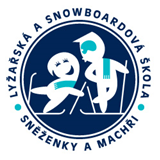 LYŽAŘSKÁ A SNOWBOARDOVÁ ŠKOLA
SNĚŽENKY A MACHŘI